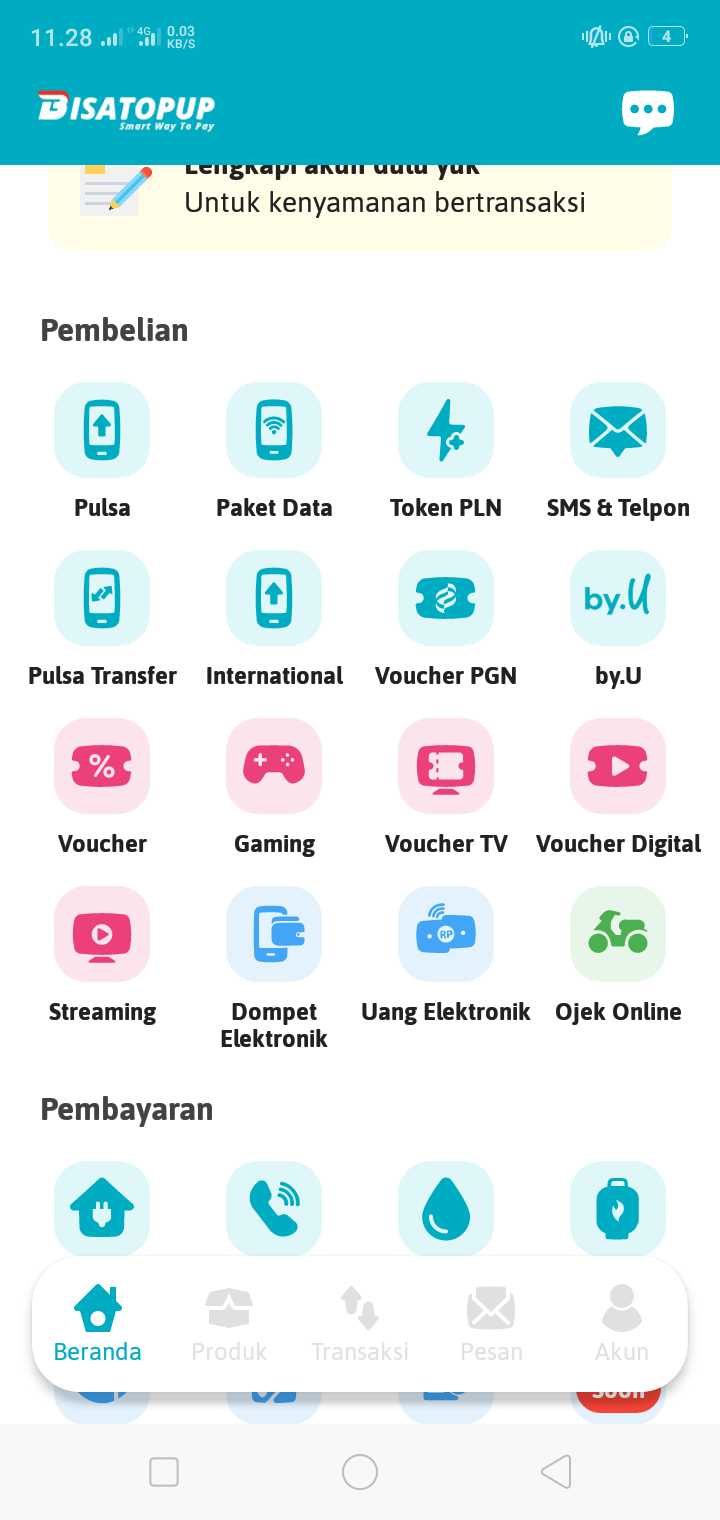 11.28 4G 0.03 KB/S 4
BISATOPUP
Smart Way To Pay
Lengkapi akun dulu yuk
Untuk kenyamanan bertransaksi
Pembelian
Pulsa Paket Data Token PLN SMS & Telpon
by.U
Pulsa Transfer International Voucher PGN by.U
%
Voucher Gaming Voucher TV Voucher Digital
RP
Streaming Dompet Elektronik Uang Elektronik Ojek Online
Pembayaran
Beranda Produk Transaksi Pesan Akun
Soon